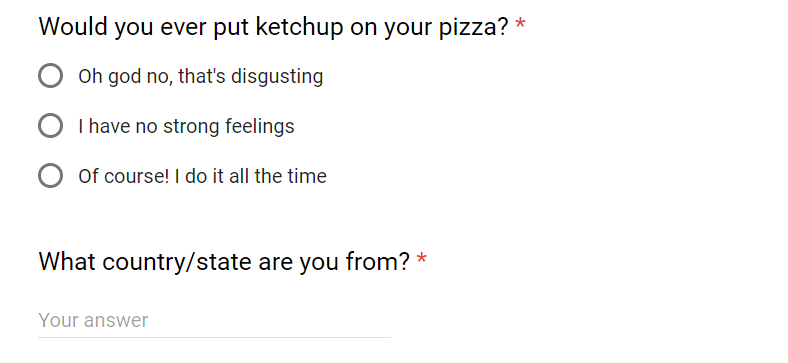 Would you ever put ketchup on your pizza? *
Oh god no, that's disgusting
I have no strong feelings
Of course! I do it all the time
What country/state are you from? *
Your answer